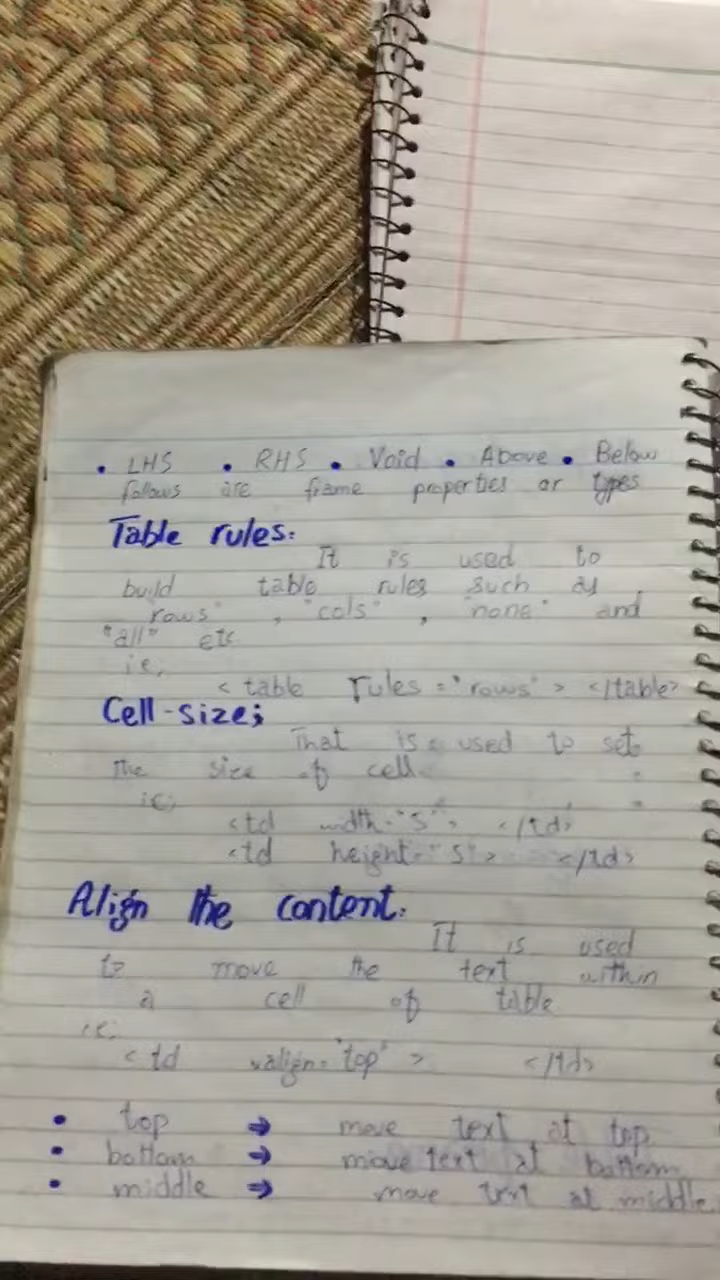 • LHS • RHS • Void • Above • Below
follows are frame properties or types
Table rules:
It is used to
build table rules such as
rows" , "cols" , "none" and
"all" etc
i.e;
< table rules = "rows" > </table>
Cell-size;
That is used to set
The size of cell.
i.e;
<td width="5"> </td>
<td height="5"> </td>
Align the content:
It is used
to move the text within
a cell of table
i.e.
<td valign="top" > </td>
• top ⇒ move text at top
• bottom ⇒ move text at bottom
• middle ⇒ move text at middle